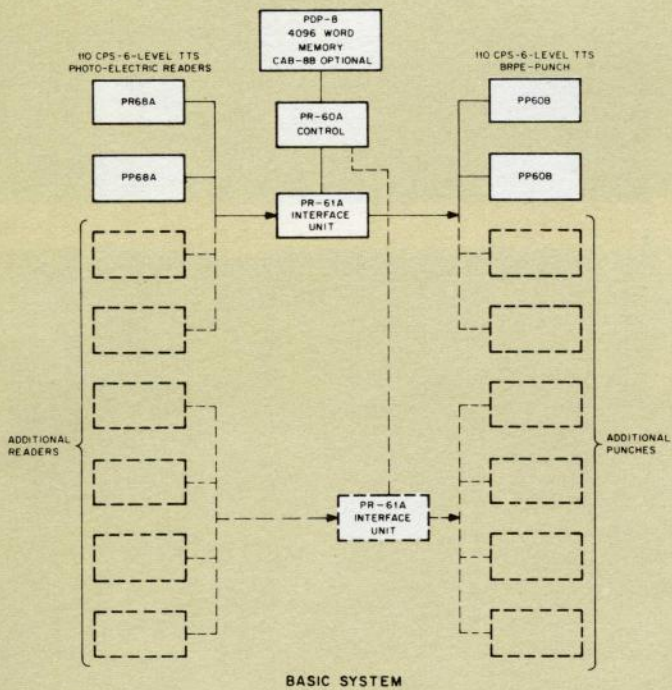 PDP-8
4096 WORD
MEMORY
CAB-8B OPTIONAL
110 CPS-6-LEVEL TTS
PHOTO-ELECTRIC READERS
110 CPS-6-LEVEL TTS
BRPE-PUNCH
PR68A
PR-60A
CONTROL
PP60B
PP68A
PR-61A
INTERFACE
UNIT
PP60B
ADDITIONAL
READERS
ADDITIONAL
PUNCHES
PR-61A
INTERFACE
UNIT
BASIC SYSTEM